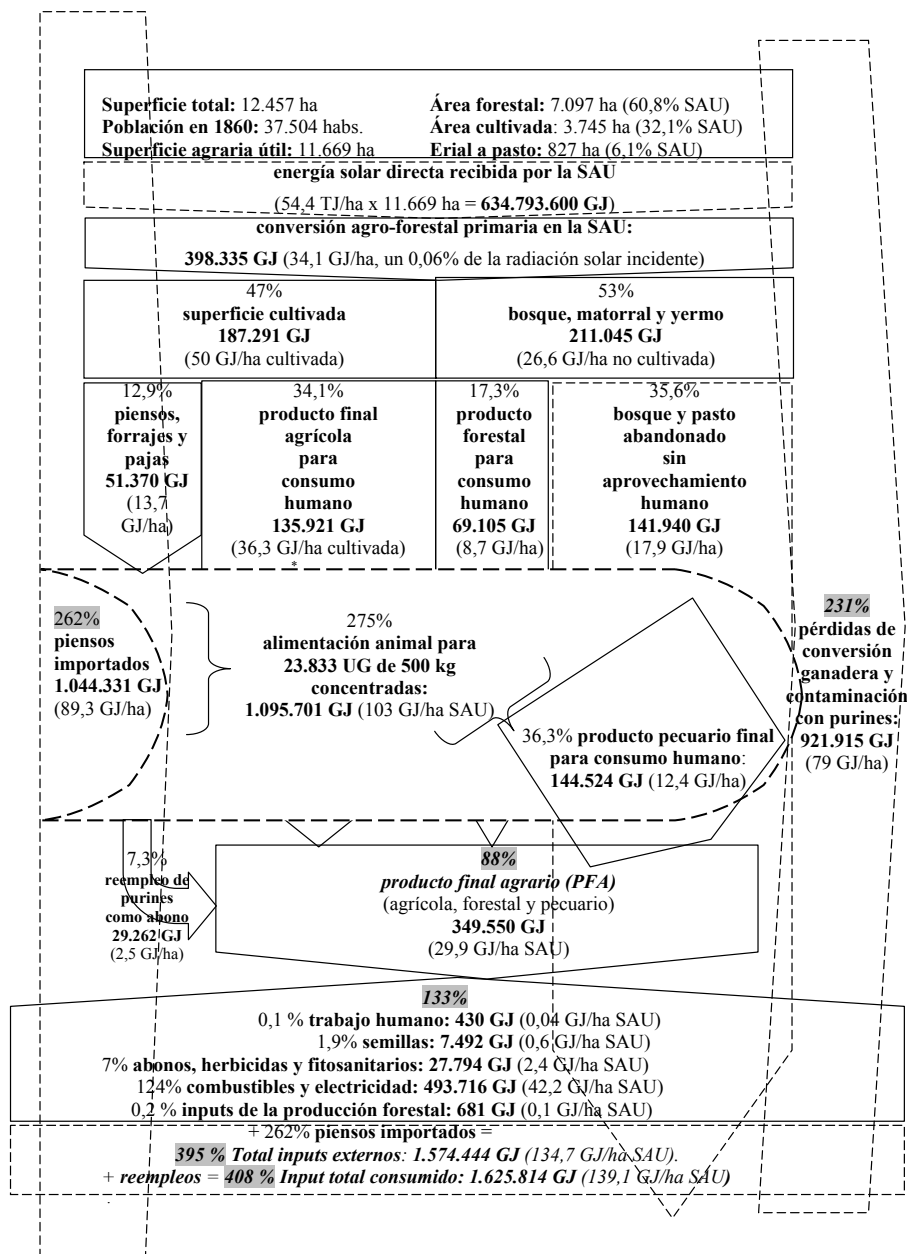 Superficie total: 12.457 ha
Población en 1860: 37.504 habs.
Superficie agraria útil: 11.669 ha
Área forestal: 7.097 ha (60,8% SAU)
Área cultivada: 3.745 ha (32,1% SAU)
Erial a pasto: 827 ha (6,1% SAU)
energía solar directa recibida por la SAU
(54,4 TJ/ha x 11.669 ha = 634.793.600 GJ)
conversión agro-forestal primaria en la SAU:
398.335 GJ (34,1 GJ/ha, un 0,06% de la radiación solar incidente)
47%
superficie cultivada
187.291 GJ
(50 GJ/ha cultivada)
53%
bosque, matorral y yermo
211.045 GJ
(26,6 GJ/ha no cultivada)
12,9%
piensos,
forrajes y
pajas
51.370 GJ
(13,7
GJ/ha)
34,1%
producto final
agrícola
para
consumo
humano
135.921 GJ
(36,3 GJ/ha cultivada)
*
17,3%
producto
forestal
para
consumo
humano
69.105 GJ
(8,7 GJ/ha)
35,6%
bosque y pasto
abandonado
sin
aprovechamiento
humano
141.940 GJ
(17,9 GJ/ha)
262%
piensos
importados
1.044.331 GJ
(89,3 GJ/ha)
275%
alimentación animal para
23.833 UG de 500 kg
concentradas:
1.095.701 GJ (103 GJ/ha SAU)
36,3% producto pecuario final
para consumo humano:
144.524 GJ (12,4 GJ/ha)
231%
pérdidas de
conversión
ganadera y
contaminación
con purines:
921.915 GJ
(79 GJ/ha)
7,3%
reempleo de
purines
como abono
29.262 GJ
(2,5 GJ/ha)
88%
producto final agrario (PFA)
(agrícola, forestal y pecuario)
349.550 GJ
(29,9 GJ/ha SAU)
133%
0,1 % trabajo humano: 430 GJ (0,04 GJ/ha SAU)
1,9% semillas: 7.492 GJ (0,6 GJ/ha SAU)
7% abonos, herbicidas y fitosanitarios: 27.794 GJ (2,4 GJ/ha SAU)
124% combustibles y electricidad: 493.716 GJ (42,2 GJ/ha SAU)
0,2 % inputs de la producción forestal: 681 GJ (0,1 GJ/ha SAU)
+ 262% piensos importados =
395 % Total inputs externos: 1.574.444 GJ (134,7 GJ/ha SAU).
+ reempleos = 408 % Input total consumido: 1.625.814 GJ (139,1 GJ/ha SAU)
.